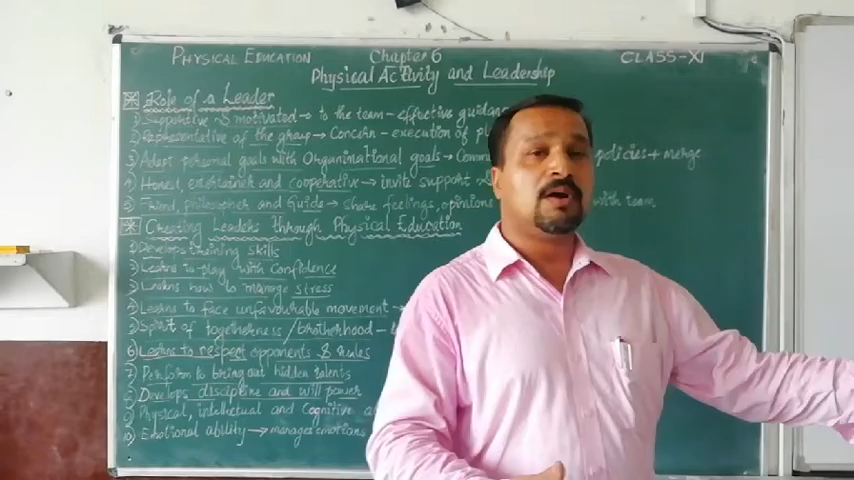 PHYSICAL EDUCATION Chapter 6 CLASS-XI
Physical Activity and Leadership
Role of a Leader
1) Supportive & motivated → to the team - effective guidance
2) Representative of the group → Concern - execution of policies + merge
3) Adapt personal goals with Organinational goals →
4) Honest, entertainer and cooperative → invite support
5) Friend, philosopher and Guide → share feelings, opinions with team.
Creating Leaders through Physical Education
1) Develops training skills
2) Learns to play with confidence
3) Learns how to manage stress
4) Learns to face unfavourable movement
5) Spirit of togetherness / brotherhood
6) Learns to respect opponents & rules
7) Perform to bring out hidden talents
8) Develops discipline and will power
9) Physical, intellectual and Cognitive
10) Emotional ability → manage emotions